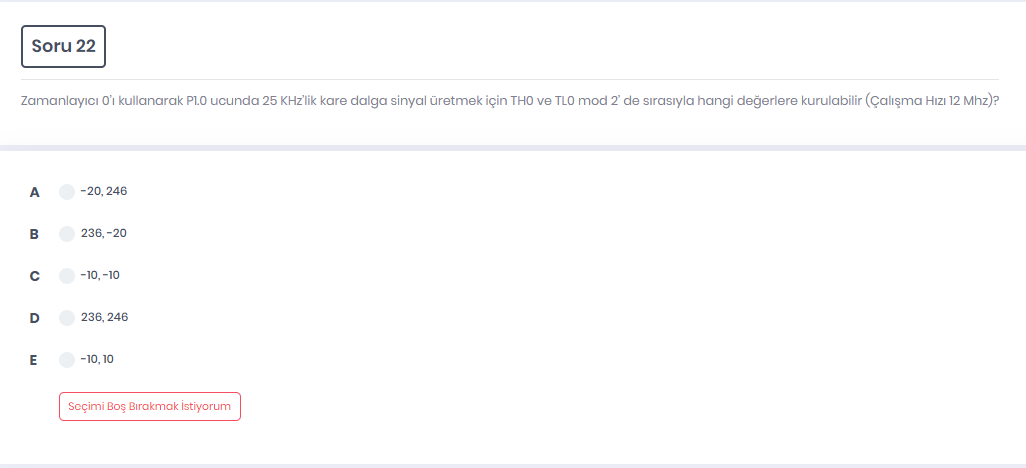 Soru 22
Zamanlayıcı 0'ı kullanarak P1.0 ucunda 25 KHz'lik kare dalga sinyal üretmek için TH0 ve TL0 mod 2' de sırasıyla hangi değerlere kurulabilir (Çalışma Hızı 12 Mhz)?
A -20, 246
B 236, -20
C -10, -10
D 236, 246
E -10, 10
Seçimi Boş Bırakmak İstiyorum